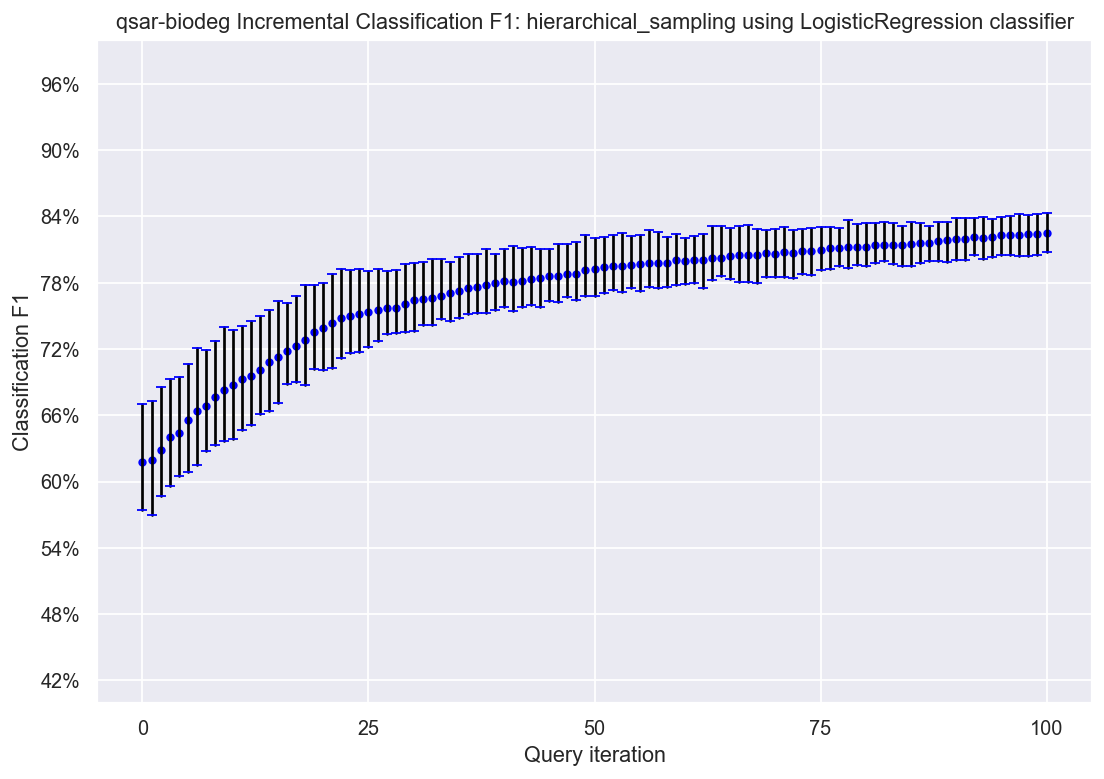 qsar-biodeg Incremental Classification F1: hierarchical_sampling using LogisticRegression classifier
96%
90%
84%
78%
72%
66%
60%
54%
48%
42%
Classification F1
0 25 50 75 100
Query iteration